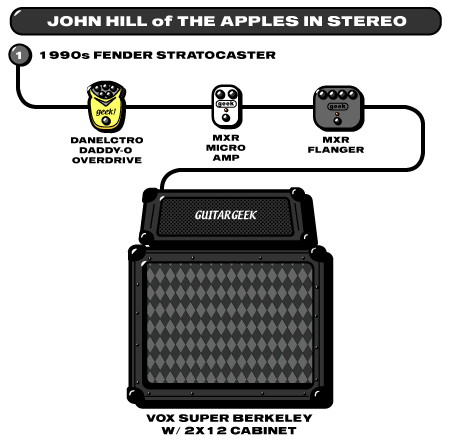 JOHN HILL of THE APPLES IN STEREO
1 1990s FENDER STRATOCASTER
geek!
DANELCTRO
DADDY-O
OVERDRIVE
geek
MXR
MICRO
AMP
geek
MXR
FLANGER
GUITARGEEK
VOX SUPER BERKELEY
W/ 2X12 CABINET